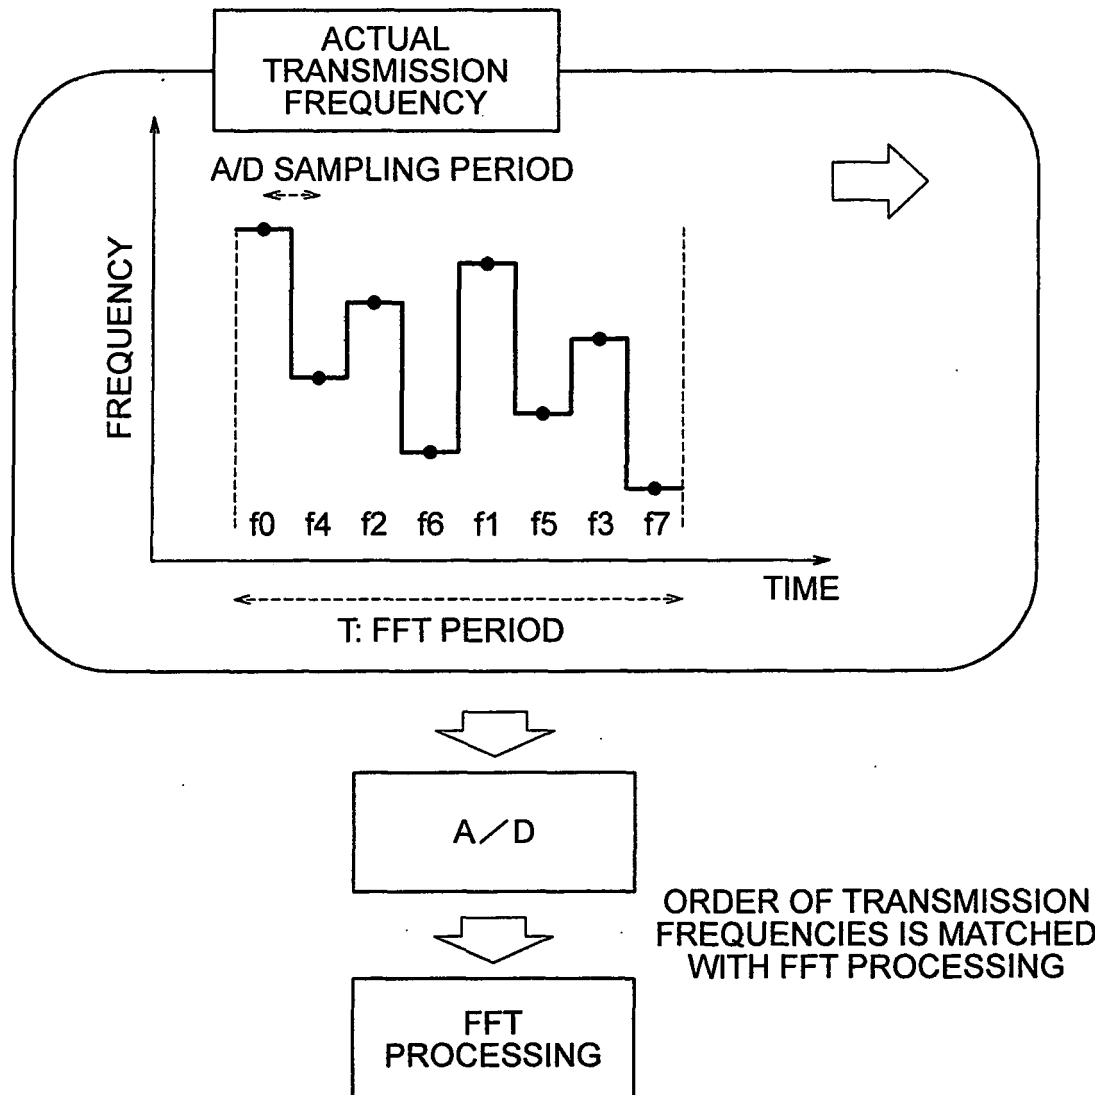 ACTUAL
TRANSMISSION
FREQUENCY
A/D SAMPLING PERIOD
FREQUENCY
f0 f4 f2 f6 f1 f5 f3 f7
TIME
T: FFT PERIOD
A/D
ORDER OF TRANSMISSION
FREQUENCIES IS MATCHED
WITH FFT PROCESSING
FFT
PROCESSING